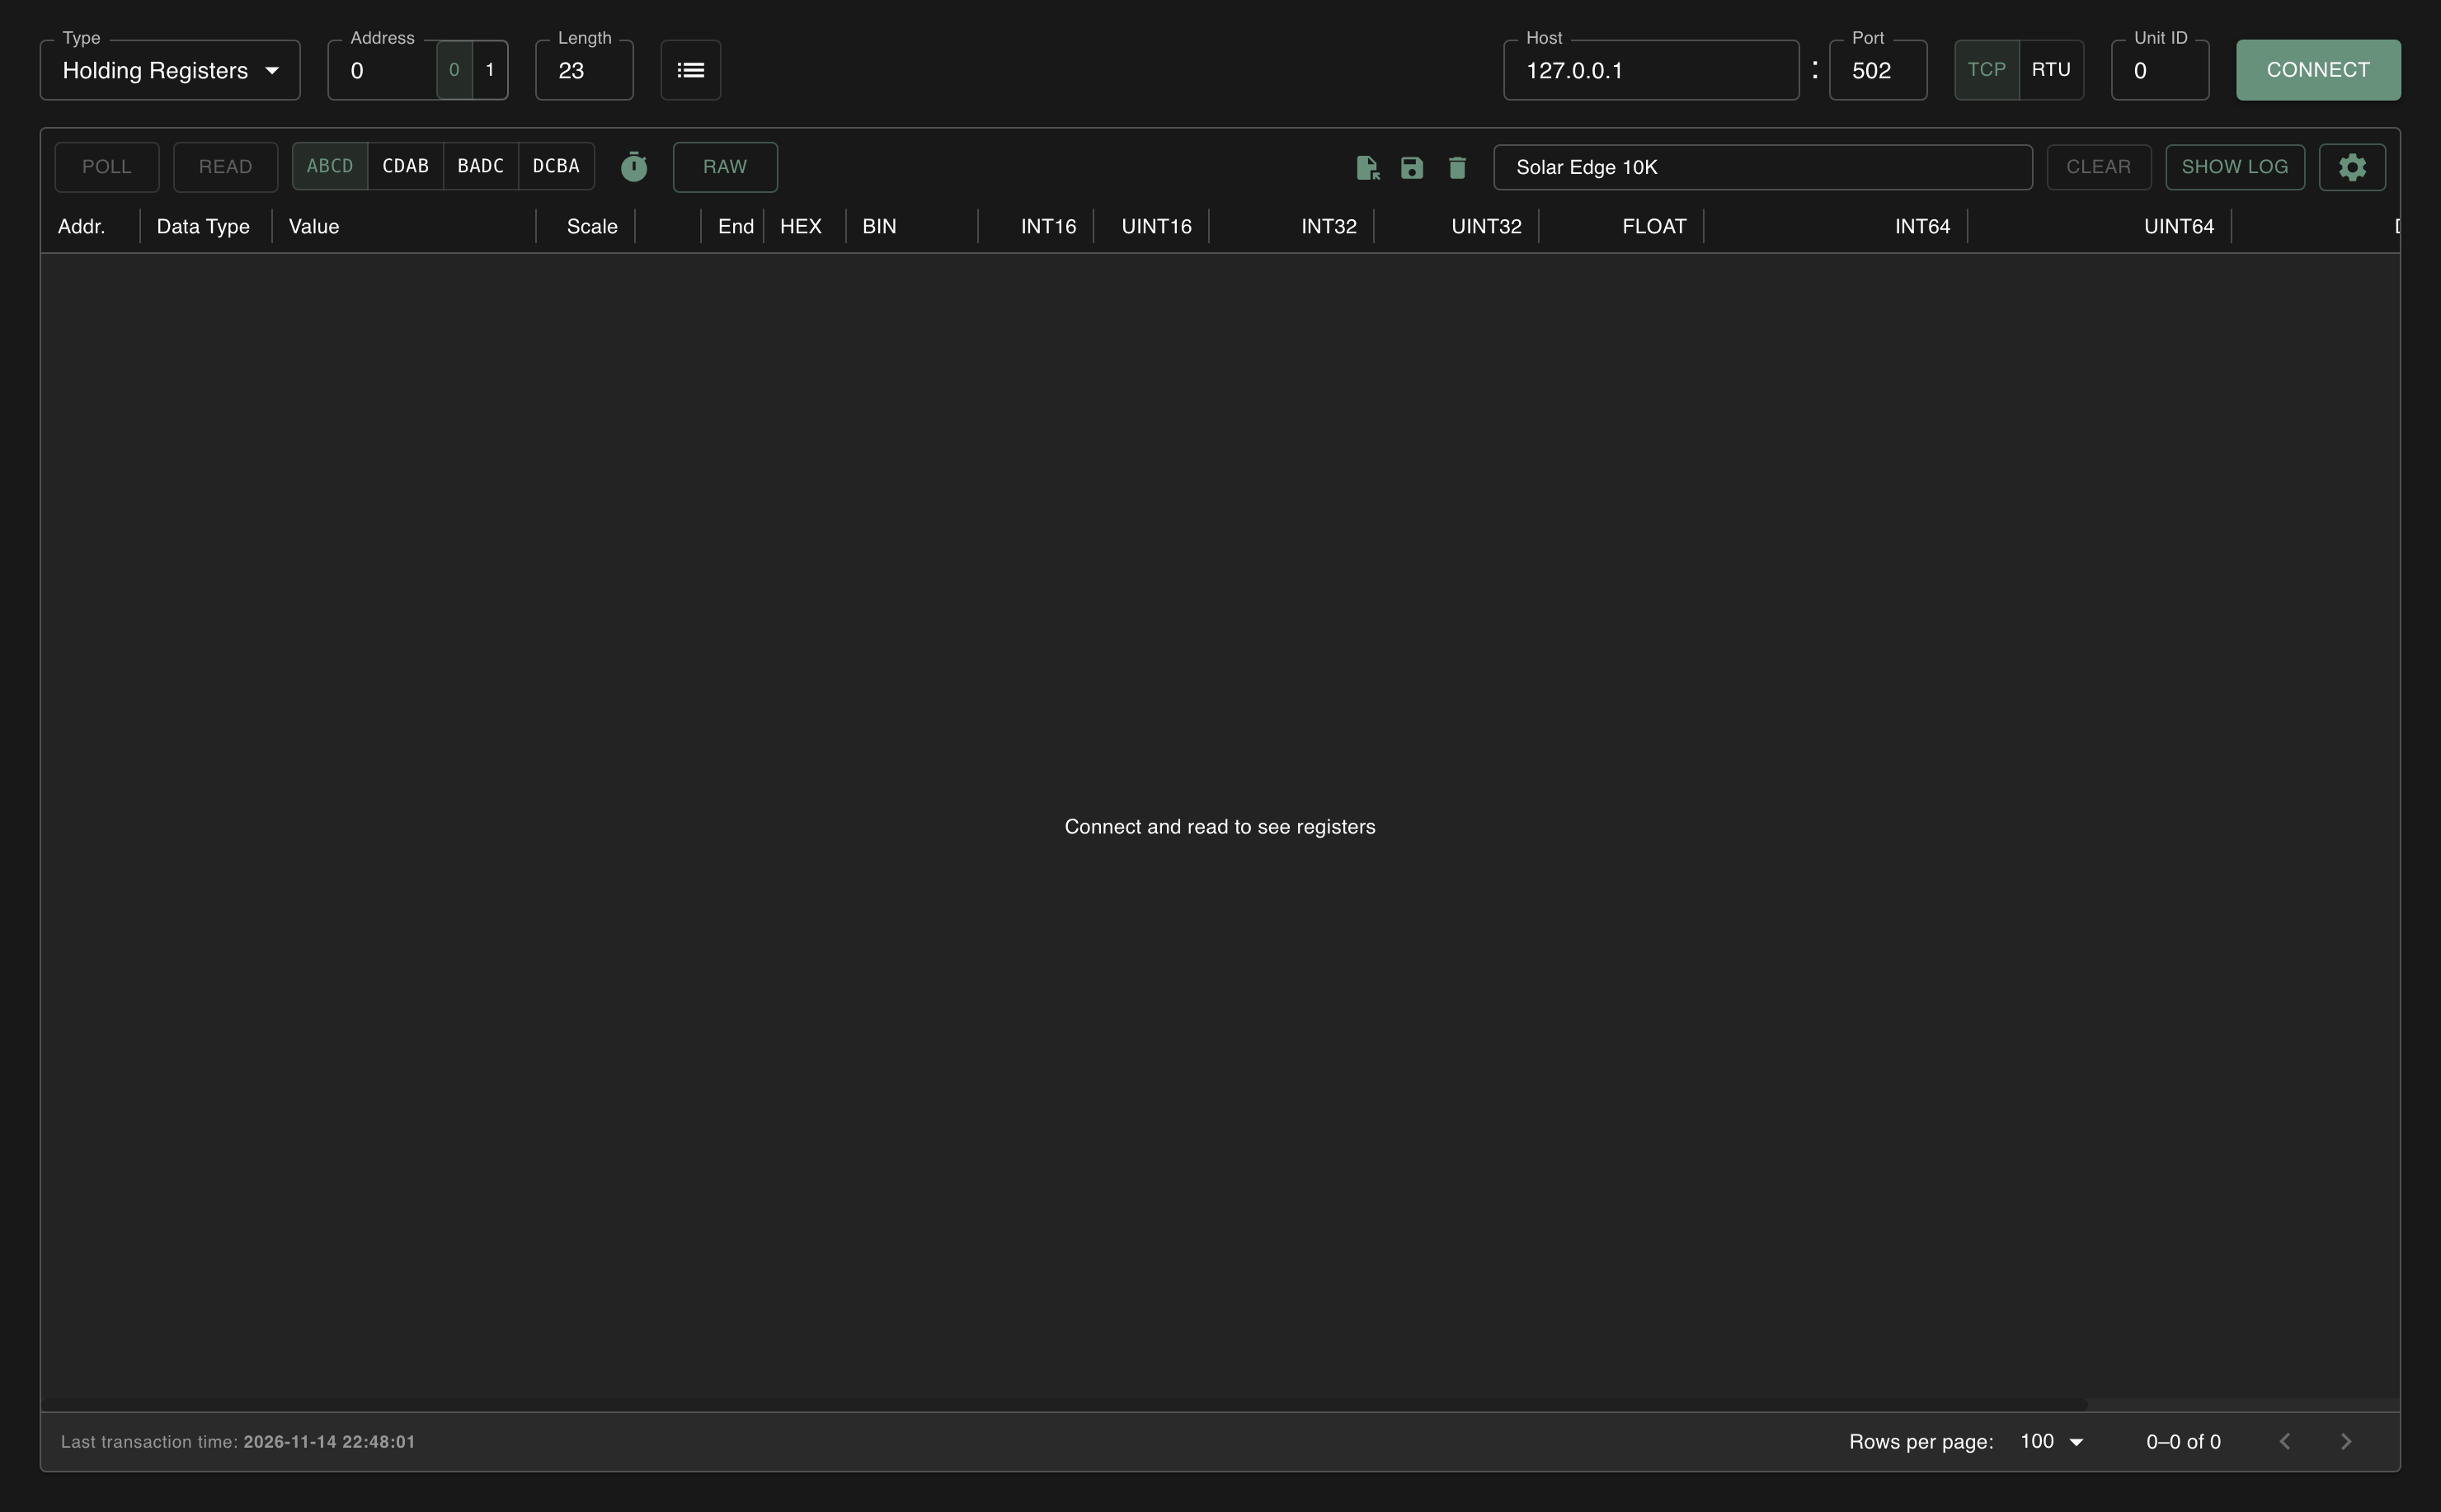 Type Address Length Host Port Unit ID
Holding Registers 0 0 1 23 127.0.0.1 : 502 TCP RTU 0 CONNECT
POLL READ ABCD CDAB BADC DCBA RAW Solar Edge 10K CLEAR SHOW LOG
Addr. Data Type Value Scale End HEX BIN INT16 UINT16 INT32 UINT32 FLOAT INT64 UINT64
Connect and read to see registers
Last transaction time: 2026-11-14 22:48:01 Rows per page: 100 0–0 of 0